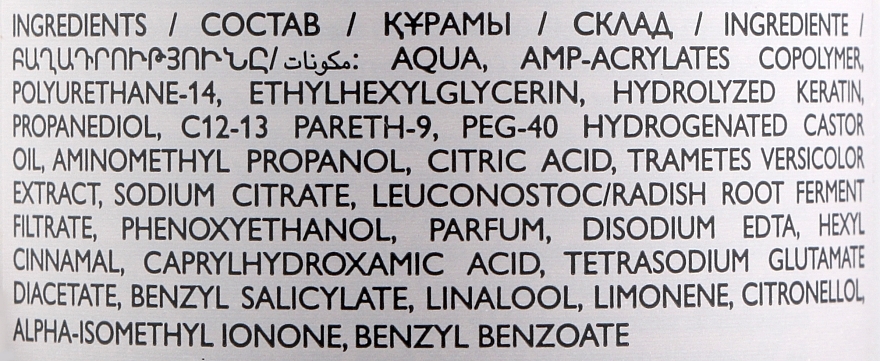 INGREDIENTS / СОСТАВ / ҚҰРАМЫ / СКЛАД / INGREDIENTE /
ԲԱՂԱԴՐՈՒԹՅՈՒՆԸ/ مكونات: AQUA, AMP-ACRYLATES COPOLYMER,
POLYURETHANE-14, ETHYLHEXYLGLYCERIN, HYDROLYZED KERATIN,
PROPANEDIOL, C12-13 PARETH-9, PEG-40 HYDROGENATED CASTOR
OIL, AMINOMETHYL PROPANOL, CITRIC ACID, TRAMETES VERSICOLOR
EXTRACT, SODIUM CITRATE, LEUCONOSTOC/RADISH ROOT FERMENT
FILTRATE, PHENOXYETHANOL, PARFUM, DISODIUM EDTA, HEXYL
CINNAMAL, CAPRYLHYDROXAMIC ACID, TETRASODIUM GLUTAMATE
DIACETATE, BENZYL SALICYLATE, LINALOOL, LIMONENE, CITRONELLOL,
ALPHA-ISOMETHYL IONONE, BENZYL BENZOATE